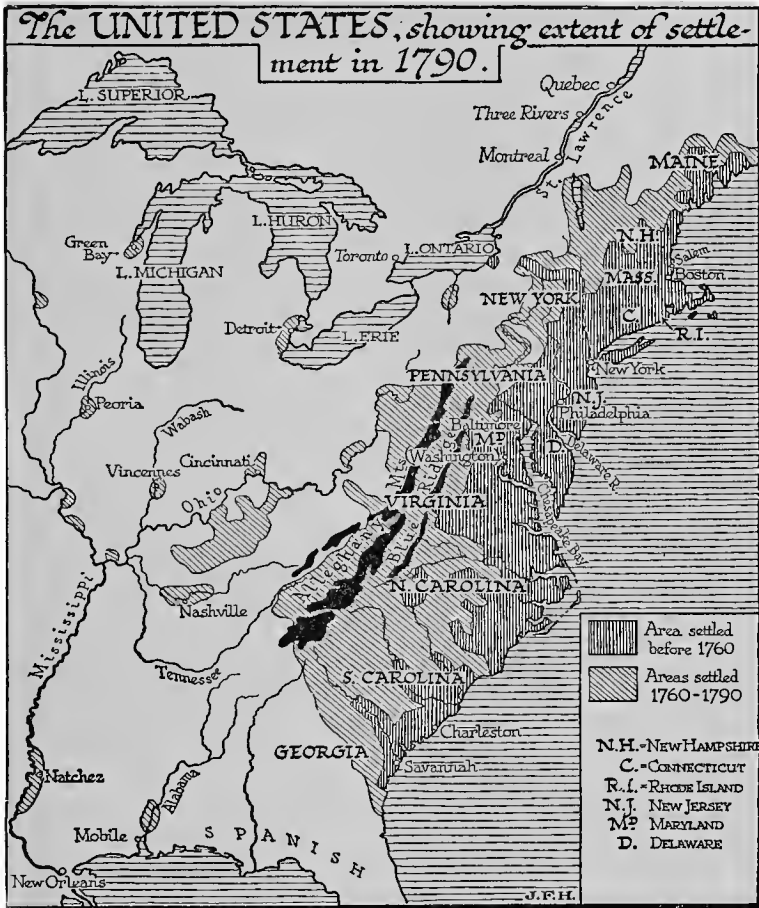 The UNITED STATES, showing extent of settle-
ment in 1790.
L. SUPERIOR
Quebec
Three Rivers
Montreal
St. Lawrence
MAINE
L. HURON
Green
Bay
L. MICHIGAN
Toronto
L. ONTARIO
N.H.
Salem
Boston
MASS.
NEW YORK
C.
R.I.
Detroit
L. ERIE
New York
Illinois
PENNSYLVANIA
N.J.
Philadelphia
Peoria
Wabash
Baltimore
MD
Washington
D.
Delaware R.
Cincinnati
Vincennes
Ohio
VIRGINIA
Alleghany Mts
Blue Ridge
Chesapeake Bay
N. CAROLINA
Nashville
Mississippi
Tennessee
S. CAROLINA
Charleston
GEORGIA
Savannah
Natchez
Alabama
Mobile
SPANISH
New Orleans
Area settled
before 1760
Areas settled
1760-1790
N.H.=NEW HAMPSHIRE
C.=CONNECTICUT
R.I.=RHODE ISLAND
N.J. NEW JERSEY
MD MARYLAND
D. DELAWARE
J.F.H.